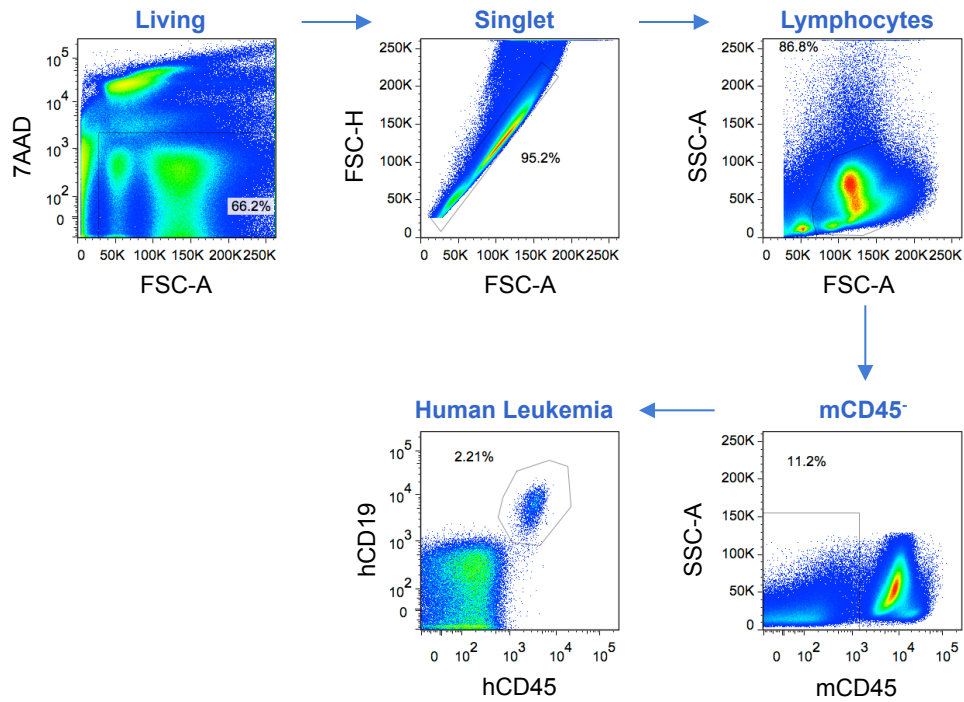 Living
Singlet
Lymphocytes
10^5
10^4
10^3
10^2
0
7AAD
66.2%
50K 100K 150K 200K 250K
FSC-A
250K
200K
150K
100K
50K
0
FSC-H
95.2%
0 50K 100K 150K 200K 250K
FSC-A
86.8%
250K
200K
150K
100K
50K
0
SSC-A
50K 100K 150K 200K 250K
FSC-A
Human Leukemia
mCD45-
2.21%
10^5
10^4
10^3
10^2
0
hCD19
0 10^2 10^3 10^4 10^5
hCD45
11.2%
250K
200K
150K
100K
50K
0
SSC-A
0 10^2 10^3 10^4 10^5
mCD45